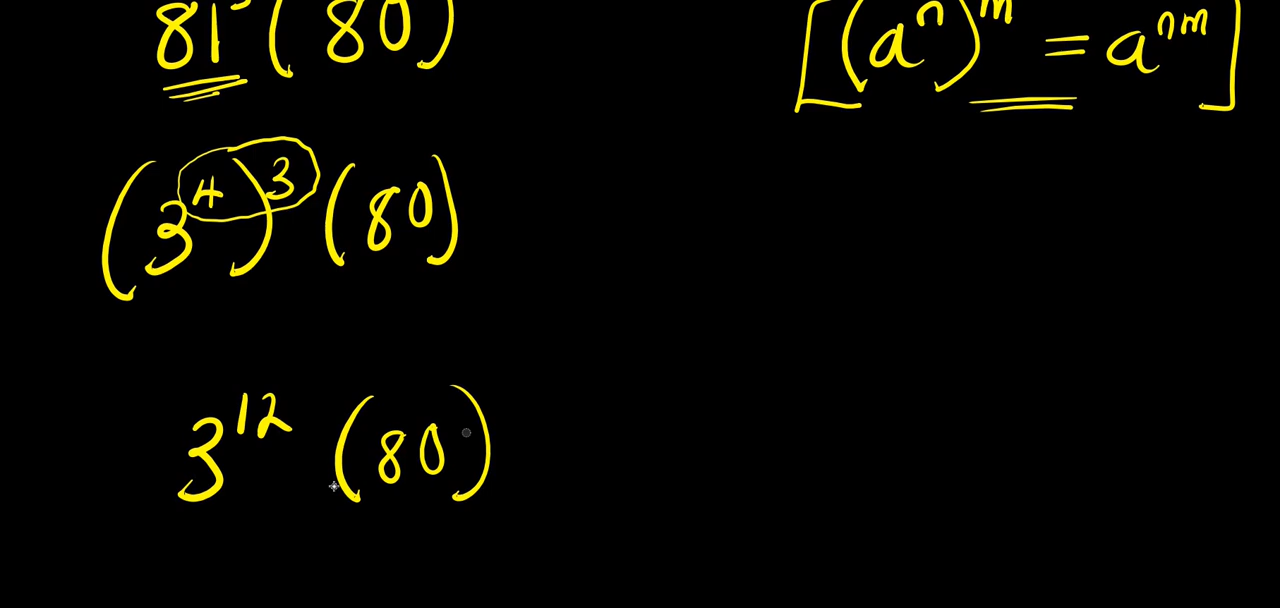 81³(80)
[(aⁿ)ᵐ = aⁿᵐ]
(3⁴)³(80)
3¹²(80)